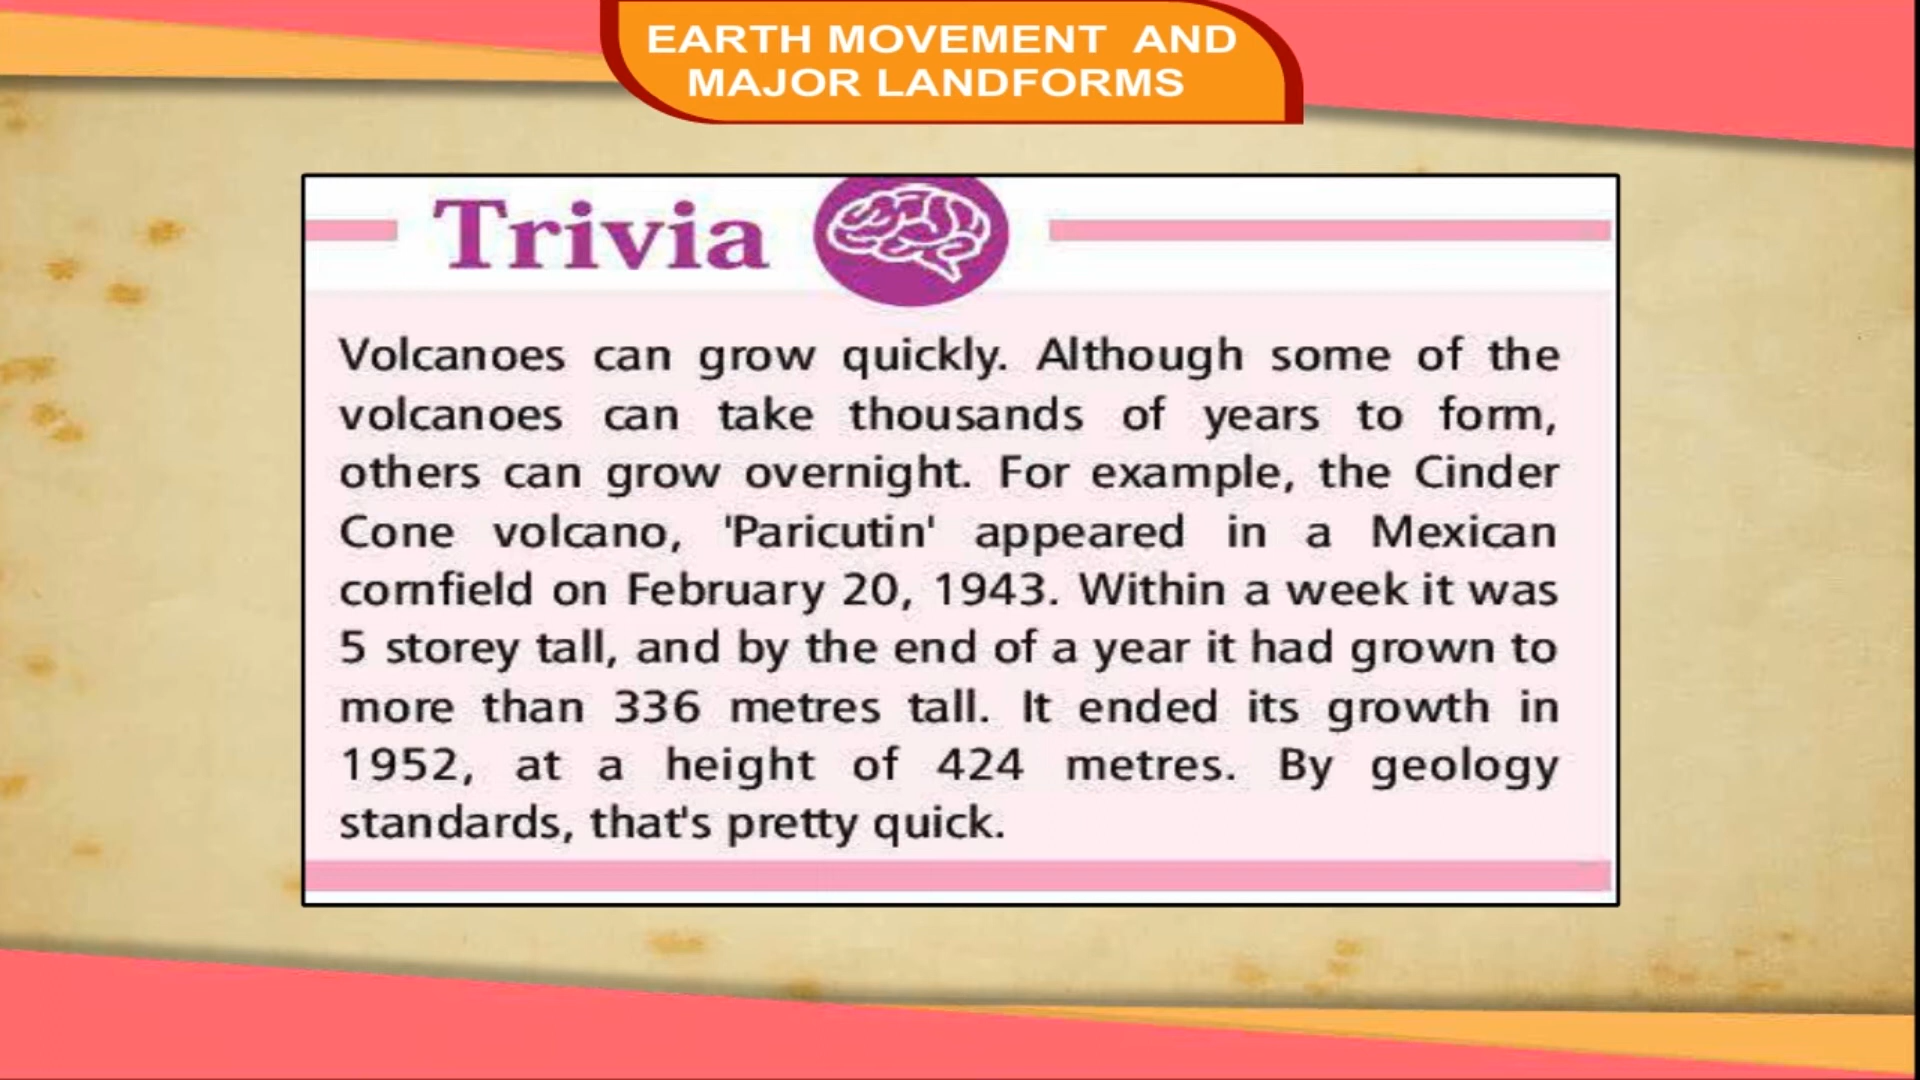 EARTH MOVEMENT AND
MAJOR LANDFORMS
Trivia
Volcanoes can grow quickly. Although some of the
volcanoes can take thousands of years to form,
others can grow overnight. For example, the Cinder
Cone volcano, 'Paricutin' appeared in a Mexican
cornfield on February 20, 1943. Within a week it was
5 storey tall, and by the end of a year it had grown to
more than 336 metres tall. It ended its growth in
1952, at a height of 424 metres. By geology
standards, that's pretty quick.